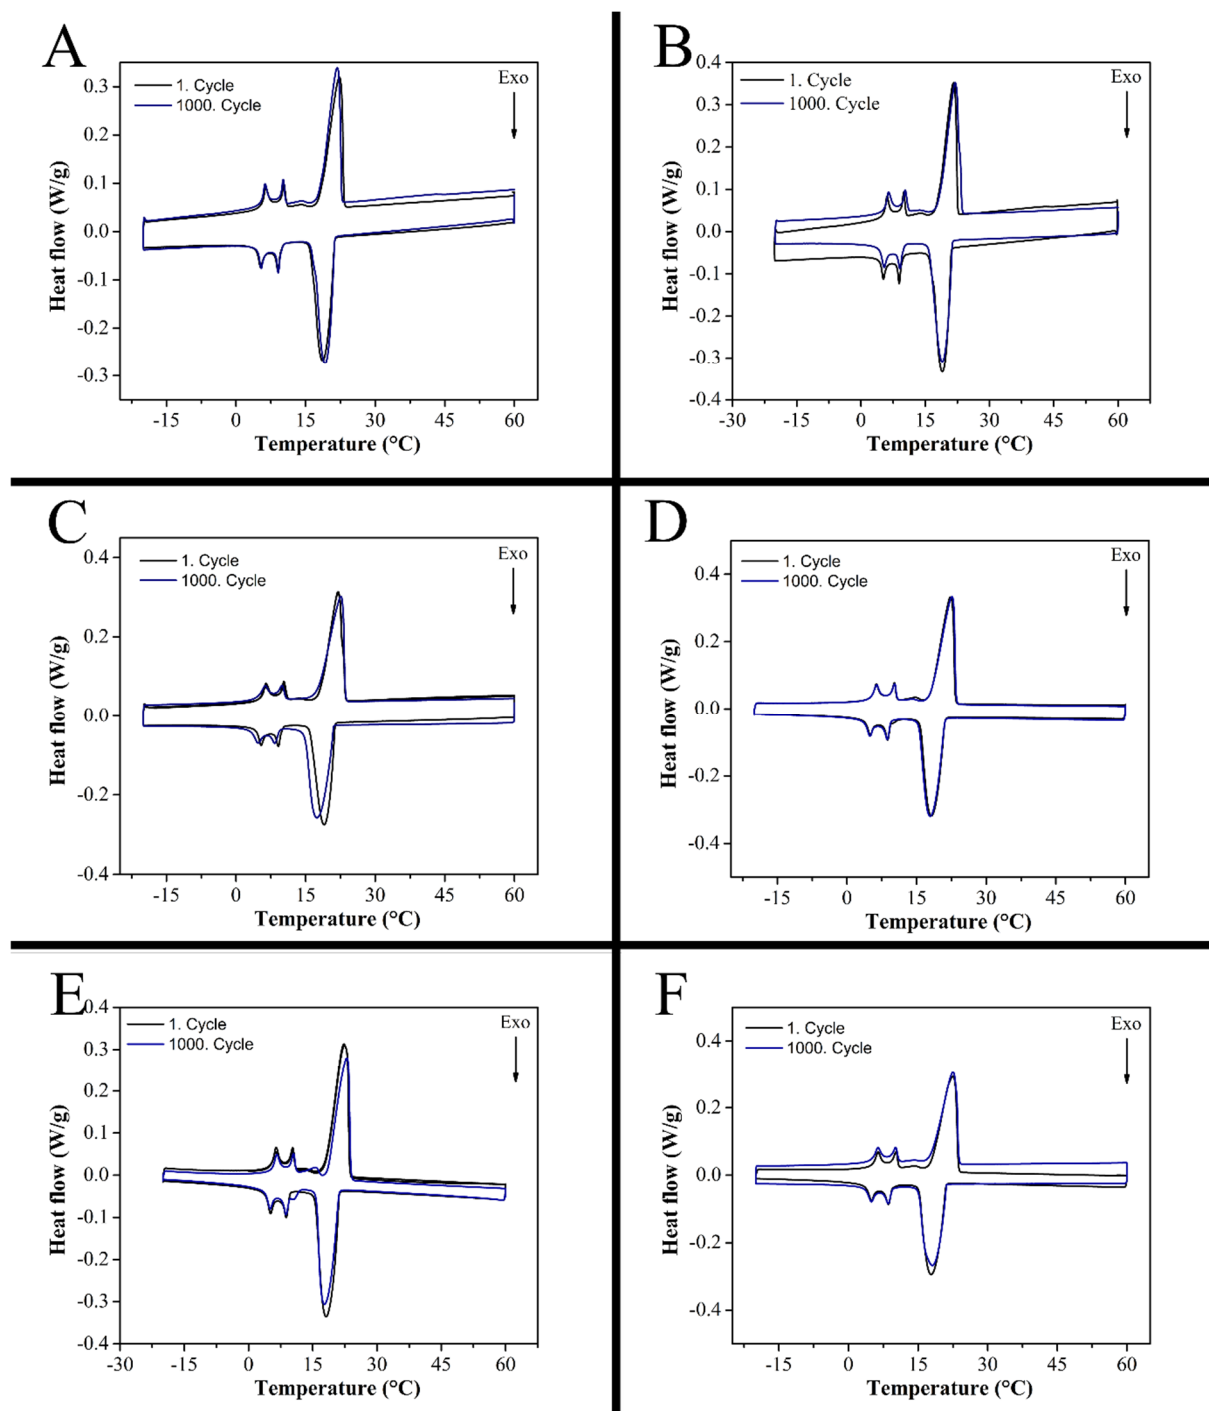 A
Exo
1. Cycle
1000. Cycle
0.3
0.2
0.1
0.0
-0.1
-0.2
-0.3
Heat flow (W/g)
-15 0 15 30 45 60
Temperature (°C)
B
Exo
1. Cycle
1000. Cycle
0.4
0.3
0.2
0.1
0.0
-0.1
-0.2
-0.3
-0.4
Heat flow (W/g)
-30 -15 0 15 30 45 60
Temperature (°C)
C
Exo
1. Cycle
1000. Cycle
0.4
0.2
0.0
-0.2
-0.4
Heat flow (W/g)
-15 0 15 30 45 60
Temperature (°C)
D
Exo
1. Cycle
1000. Cycle
0.4
0.2
0.0
-0.2
-0.4
Heat flow (W/g)
-15 0 15 30 45 60
Temperature (°C)
E
Exo
1. Cycle
1000. Cycle
0.4
0.3
0.2
0.1
0.0
-0.1
-0.2
-0.3
-0.4
Heat flow (W/g)
-30 -15 0 15 30 45 60
Temperature (°C)
F
Exo
1. Cycle
1000. Cycle
0.4
0.2
0.0
-0.2
-0.4
Heat flow (W/g)
-15 0 15 30 45 60
Temperature (°C)